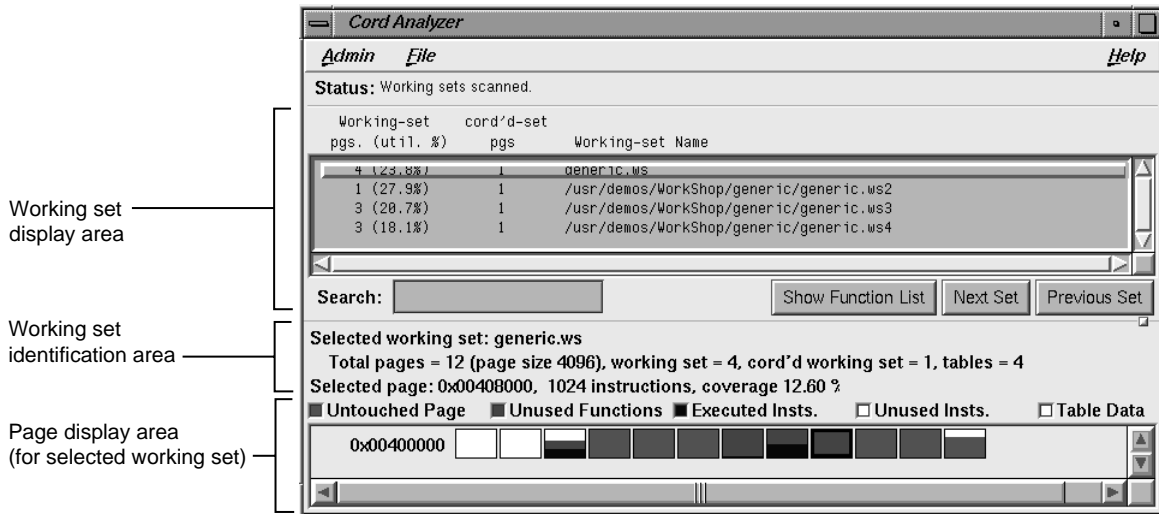 Cord Analyzer
Admin File Help
Status: Working sets scanned.
Working-set cord'd-set
pgs. (util. %) pgs Working-set Name
4 (23.8%) 1 generic.ws
1 (27.9%) 1 /usr/demos/WorkShop/generic/generic.ws2
3 (20.7%) 1 /usr/demos/WorkShop/generic/generic.ws3
3 (18.1%) 1 /usr/demos/WorkShop/generic/generic.ws4
Working set
display area
Search: Show Function List Next Set Previous Set
Working set
identification area
Selected working set: generic.ws
Total pages = 12 (page size 4096), working set = 4, cord'd working set = 1, tables = 4
Selected page: 0x00408000, 1024 instructions, coverage 12.60 %
Untouched Page Unused Functions Executed Insts. Unused Insts. Table Data
Page display area
(for selected working set)
0x00400000